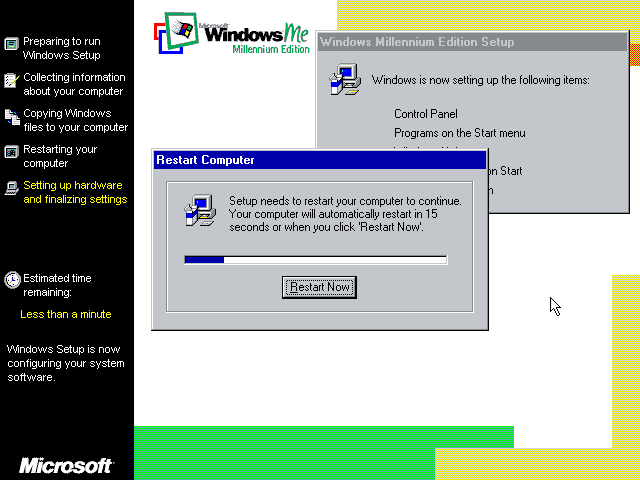 Preparing to run
Windows Setup
Collecting information
about your computer
Copying Windows
files to your computer
Restarting your
computer
Setting up hardware
and finalizing settings
Estimated time
remaining:
Less than a minute
Windows Setup is now
configuring your system
software.
Microsoft
Microsoft
Windows Me
Millennium Edition
Windows Millennium Edition Setup
Windows is now setting up the following items:
Control Panel
Programs on the Start menu
on Start
Restart Computer
Setup needs to restart your computer to continue.
Your computer will automatically restart in 15
seconds or when you click 'Restart Now'.
Restart Now